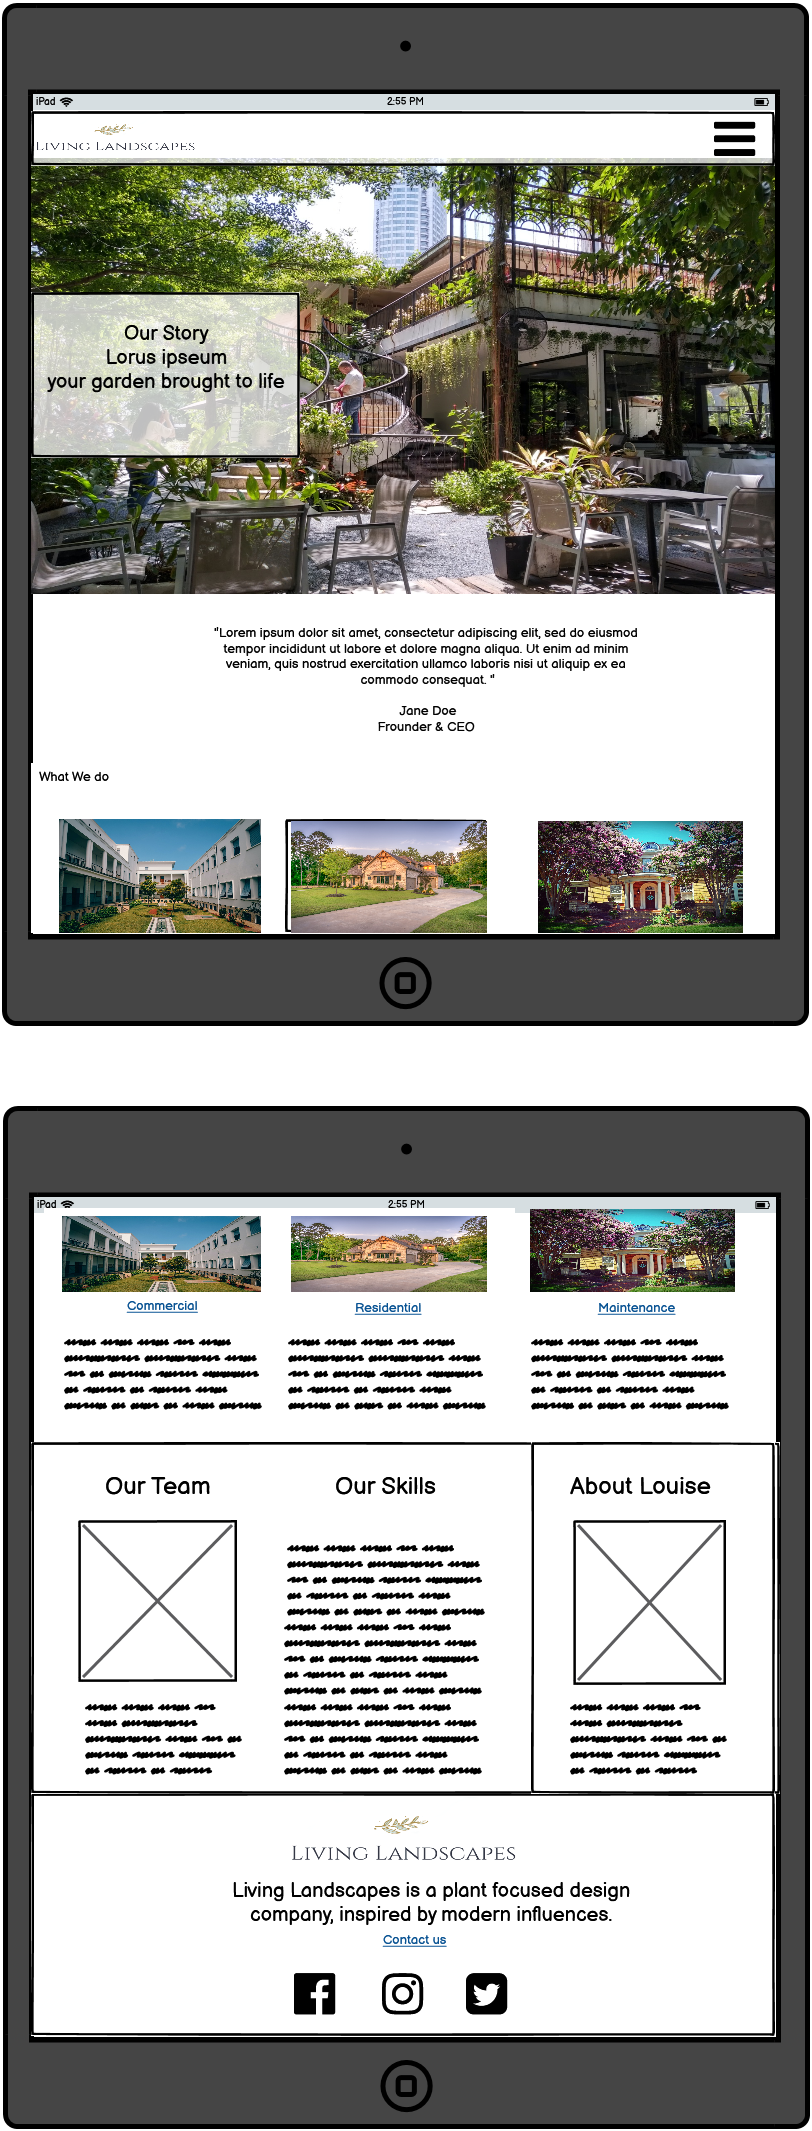 iPad
2:55 PM
LIVING LANDSCAPES
Our Story
Lorus ipseum
your garden brought to life
"Lorem ipsum dolor sit amet, consectetur adipiscing elit, sed do eiusmod
tempor incididunt ut labore et dolore magna aliqua. Ut enim ad minim
veniam, quis nostrud exercitation ullamco laboris nisi ut aliquip ex ea
commodo consequat. "
Jane Doe
Frounder & CEO
What We do
iPad
2:55 PM
Commercial
Residential
Maintenance
Our Team
Our Skills
About Louise
LIVING LANDSCAPES
Living Landscapes is a plant focused design
company, inspired by modern influences.
Contact us